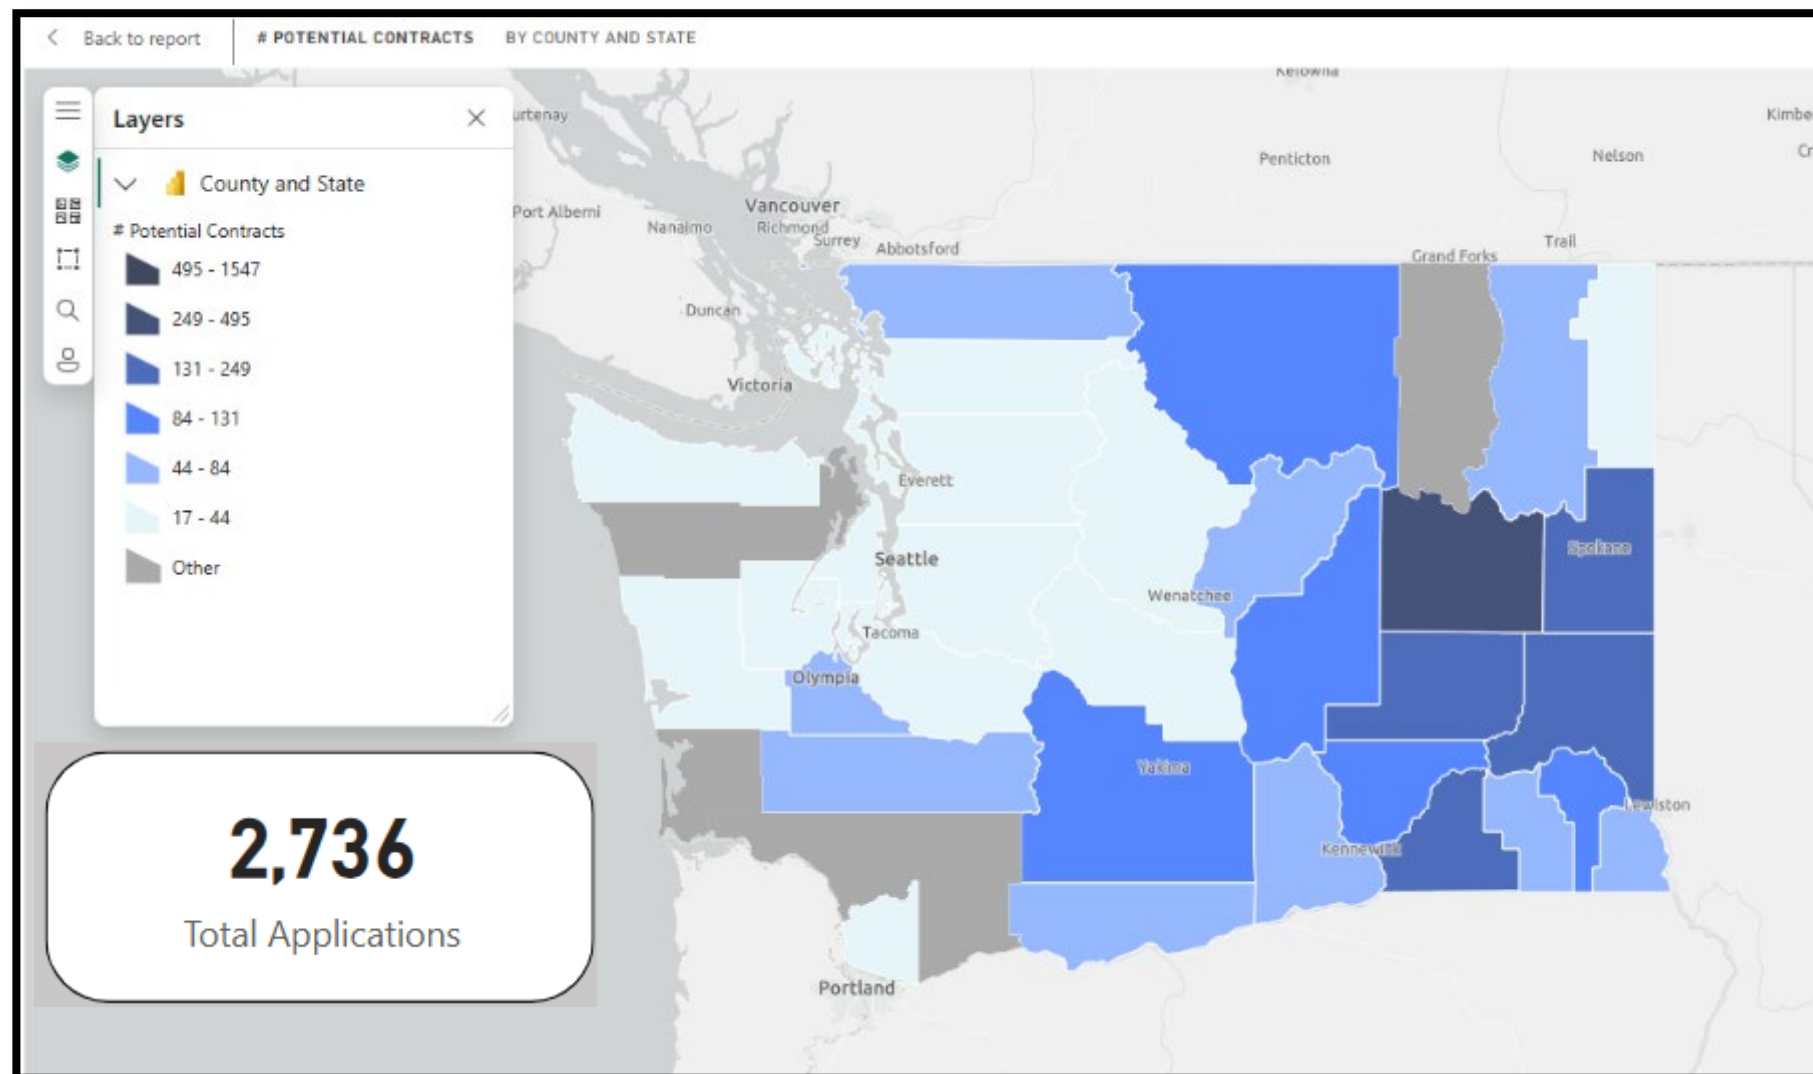 Back to report
# POTENTIAL CONTRACTS BY COUNTY AND STATE
Layers
County and State
# Potential Contracts
495 - 1547
249 - 495
131 - 249
84 - 131
44 - 84
17 - 44
Other
2,736
Total Applications
Kelowna
Kimbe
Cr
urtenay
Penticton
Nelson
Port Alberni
Vancouver
Nanaimo
Richmond
Surrey
Abbotsford
Trail
Grand Forks
Duncan
Victoria
Everett
Seattle
Spokane
Wenatchee
Tacoma
Olympia
Yakima
Lewiston
Kennewick
Portland